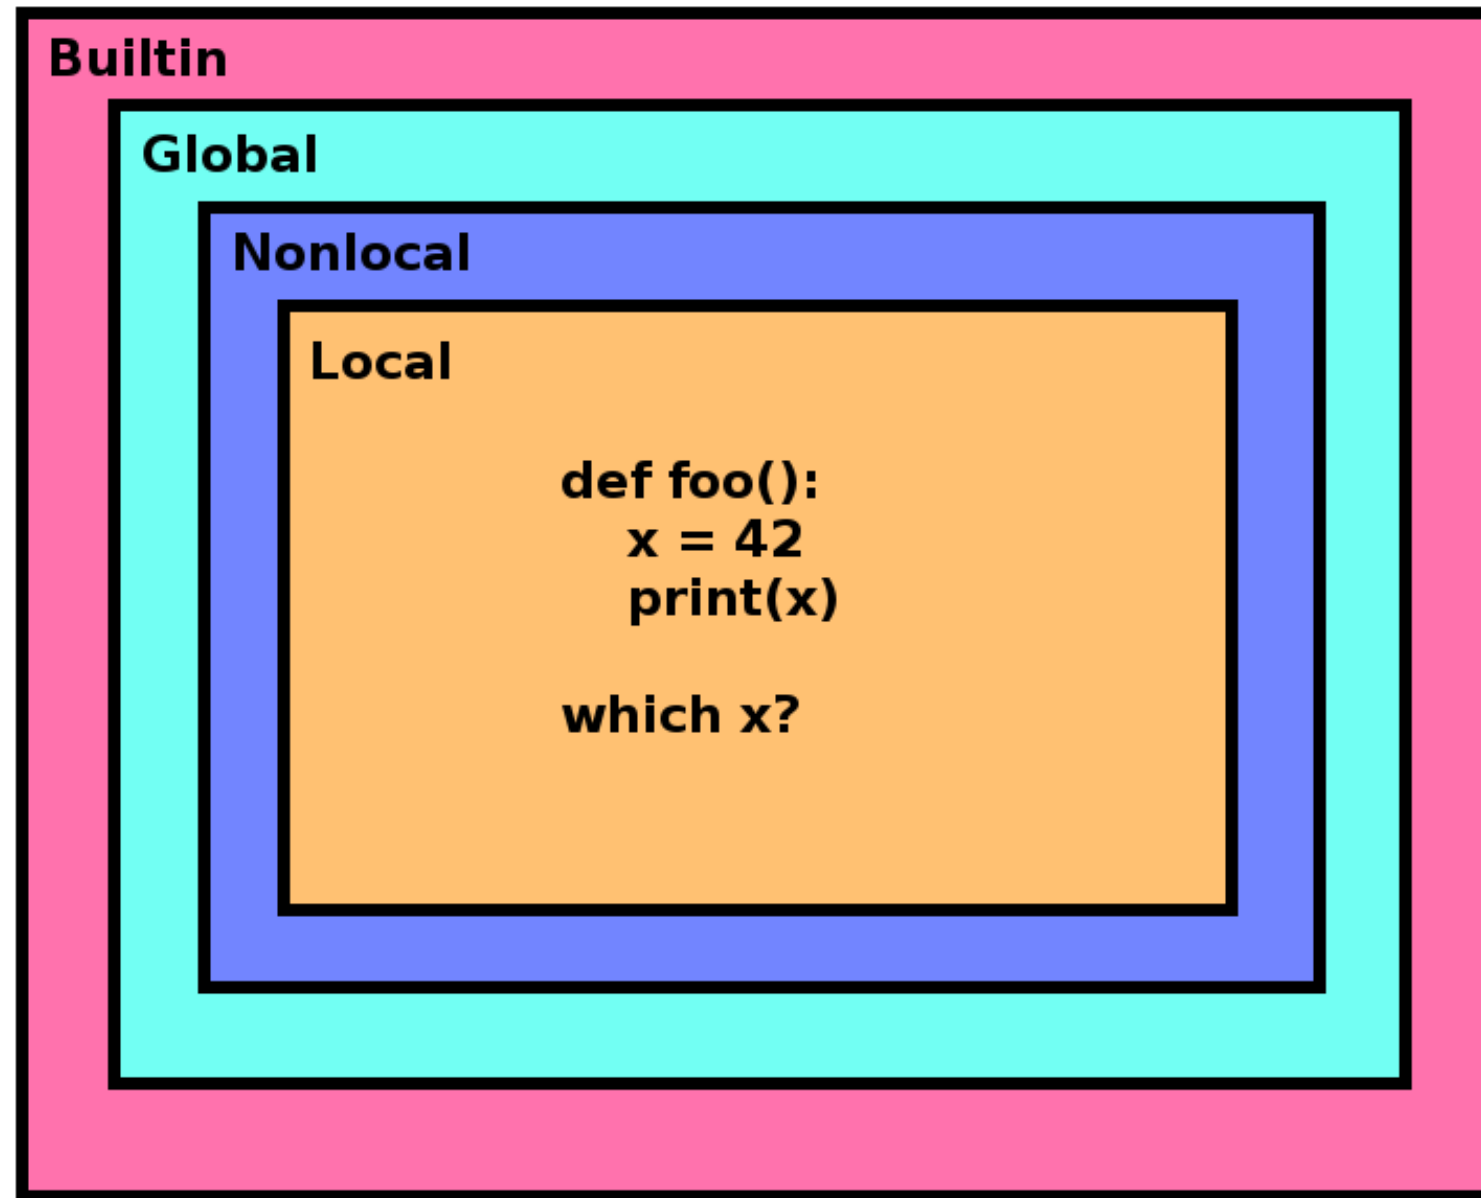 Builtin
Global
Nonlocal
Local
def foo():
    x = 42
    print(x)
which x?